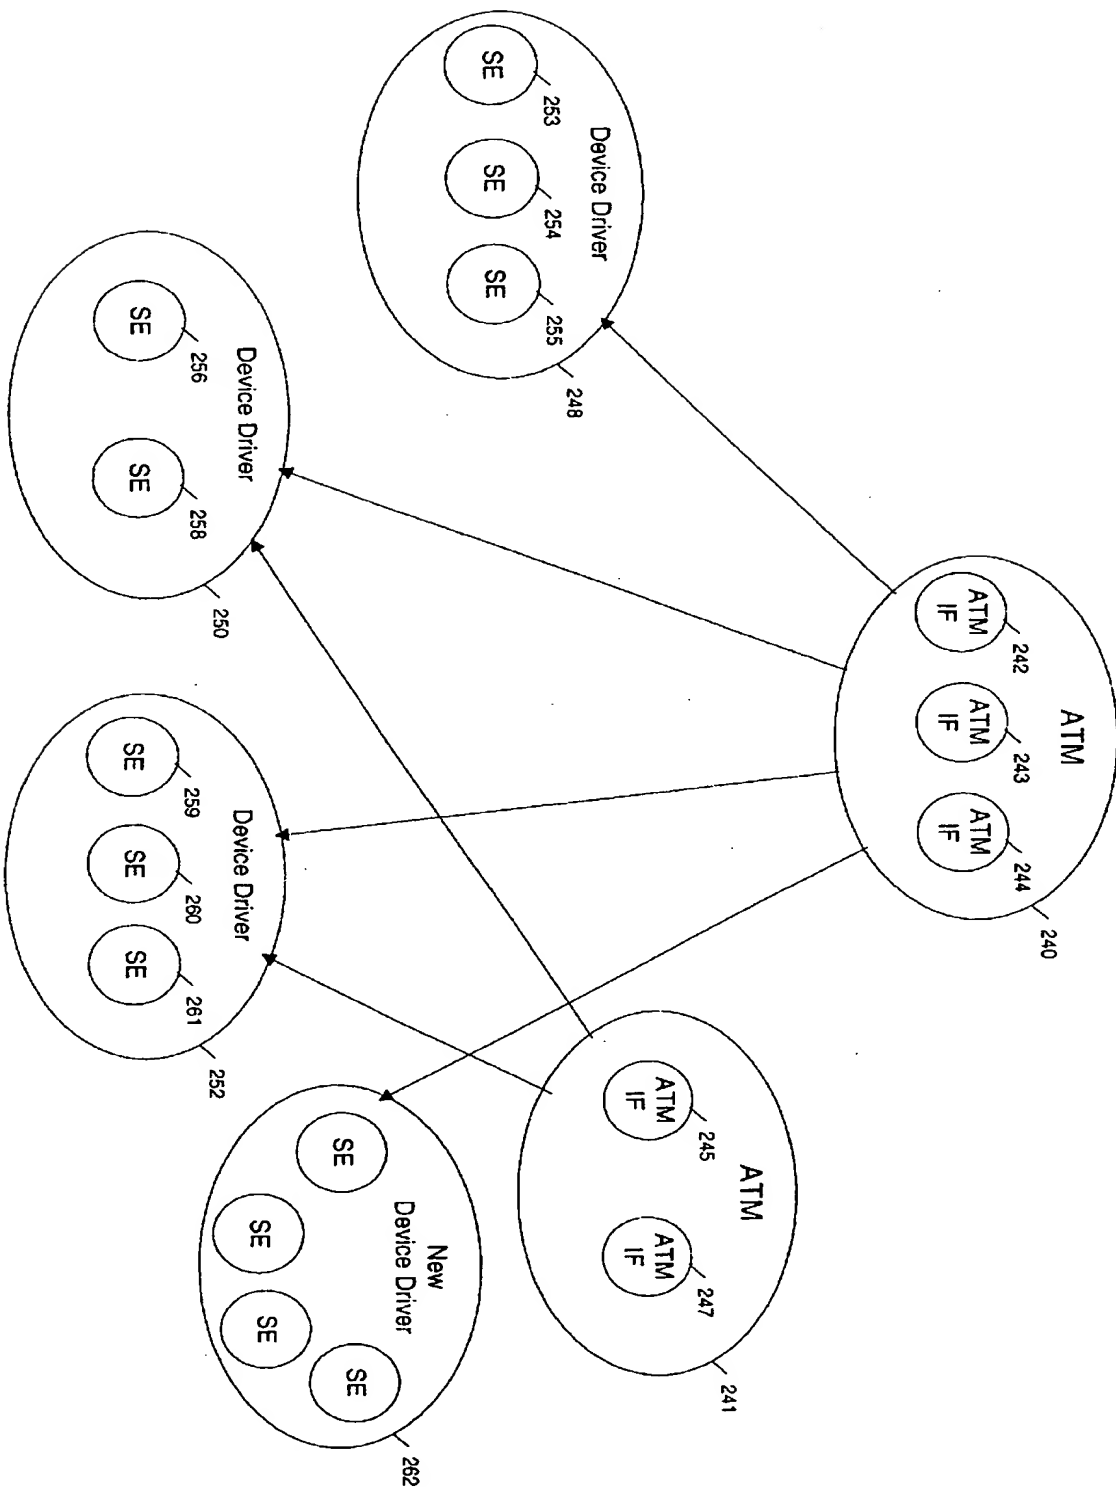 ATM
ATM
IF
242
ATM
IF
243
ATM
IF
244
240
ATM
ATM
IF
245
ATM
IF
247
241
Device Driver
SE
253
SE
254
SE
255
248
New
Device Driver
SE
SE
SE
SE
262
Device Driver
SE
256
SE
258
250
Device Driver
SE
259
SE
260
SE
261
252